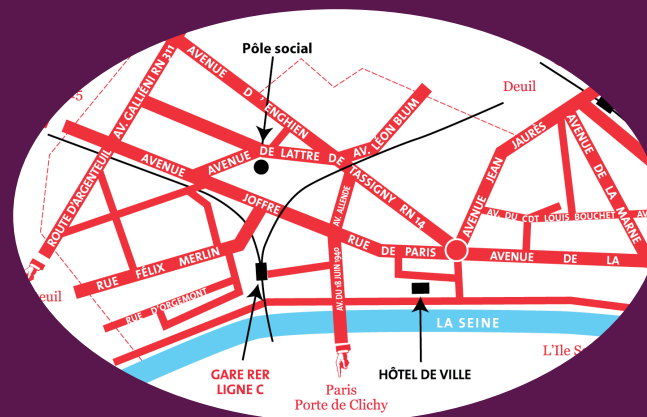 Pôle social
Deuil
AV. GALLIÉNI RN 311
AVENUE D'ENGHIEN
AV. LÉON BLUM
JAURÈS
AVENUE DE LATTRE DE TASSIGNY RN 14
AVENUE JEAN
AVENUE DE LA MARNE
ROUTE D'ARGENTEUIL
AVENUE JOFFRE
AV. ALLENDE
AV. DU CDT LOUIS BOUCHET
AV
RUE DE PARIS
AVENUE DE LA
RUE FÉLIX MERLIN
AV. DU 18 JUIN 1940
euil
RUE D'ORGEMONT
LA SEINE
GARE RER
LIGNE C
HÔTEL DE VILLE
L'Ile S
Paris
Porte de Clichy